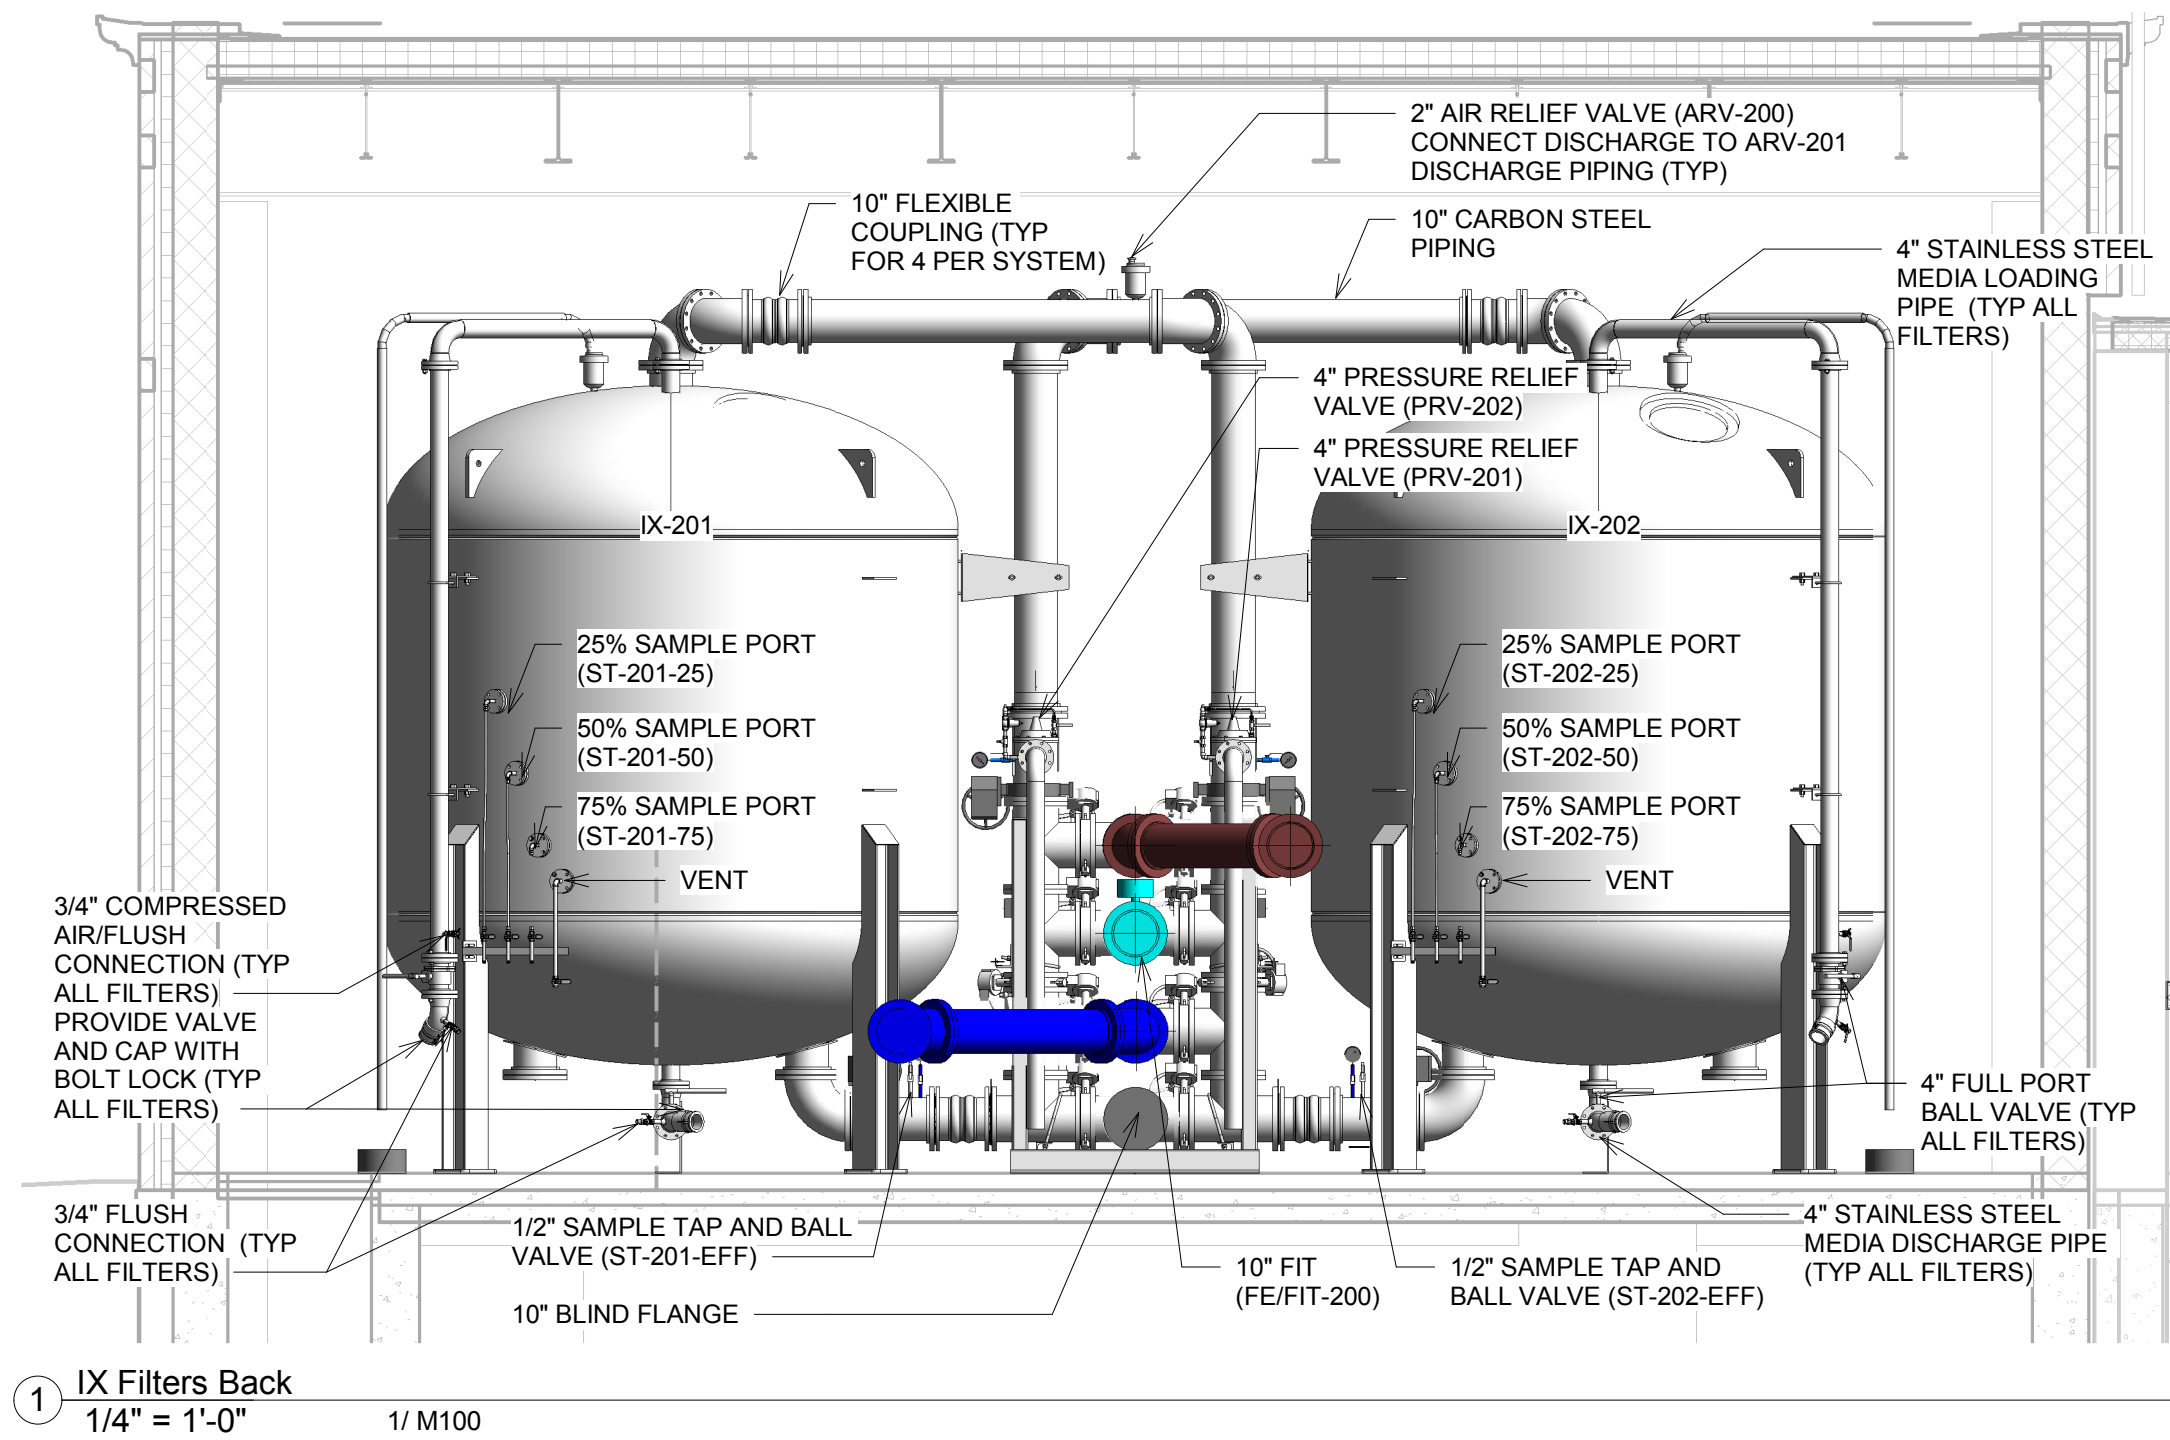 2" AIR RELIEF VALVE (ARV-200)
CONNECT DISCHARGE TO ARV-201
DISCHARGE PIPING (TYP)
10" FLEXIBLE
COUPLING (TYP
FOR 4 PER SYSTEM)
10" CARBON STEEL
PIPING
4" STAINLESS STEEL
MEDIA LOADING
PIPE (TYP ALL
FILTERS)
4" PRESSURE RELIEF
VALVE (PRV-202)
4" PRESSURE RELIEF
VALVE (PRV-201)
IX-201
IX-202
25% SAMPLE PORT
(ST-201-25)
50% SAMPLE PORT
(ST-201-50)
75% SAMPLE PORT
(ST-201-75)
VENT
25% SAMPLE PORT
(ST-202-25)
50% SAMPLE PORT
(ST-202-50)
75% SAMPLE PORT
(ST-202-75)
VENT
3/4" COMPRESSED
AIR/FLUSH
CONNECTION (TYP
ALL FILTERS)
PROVIDE VALVE
AND CAP WITH
BOLT LOCK (TYP
ALL FILTERS)
4" FULL PORT
BALL VALVE (TYP
ALL FILTERS)
3/4" FLUSH
CONNECTION (TYP
ALL FILTERS)
1/2" SAMPLE TAP AND BALL
VALVE (ST-201-EFF)
10" BLIND FLANGE
10" FIT
(FE/FIT-200)
1/2" SAMPLE TAP AND
BALL VALVE (ST-202-EFF)
4" STAINLESS STEEL
MEDIA DISCHARGE PIPE
(TYP ALL FILTERS)
1
IX Filters Back
1/4" = 1'-0"
1/ M100